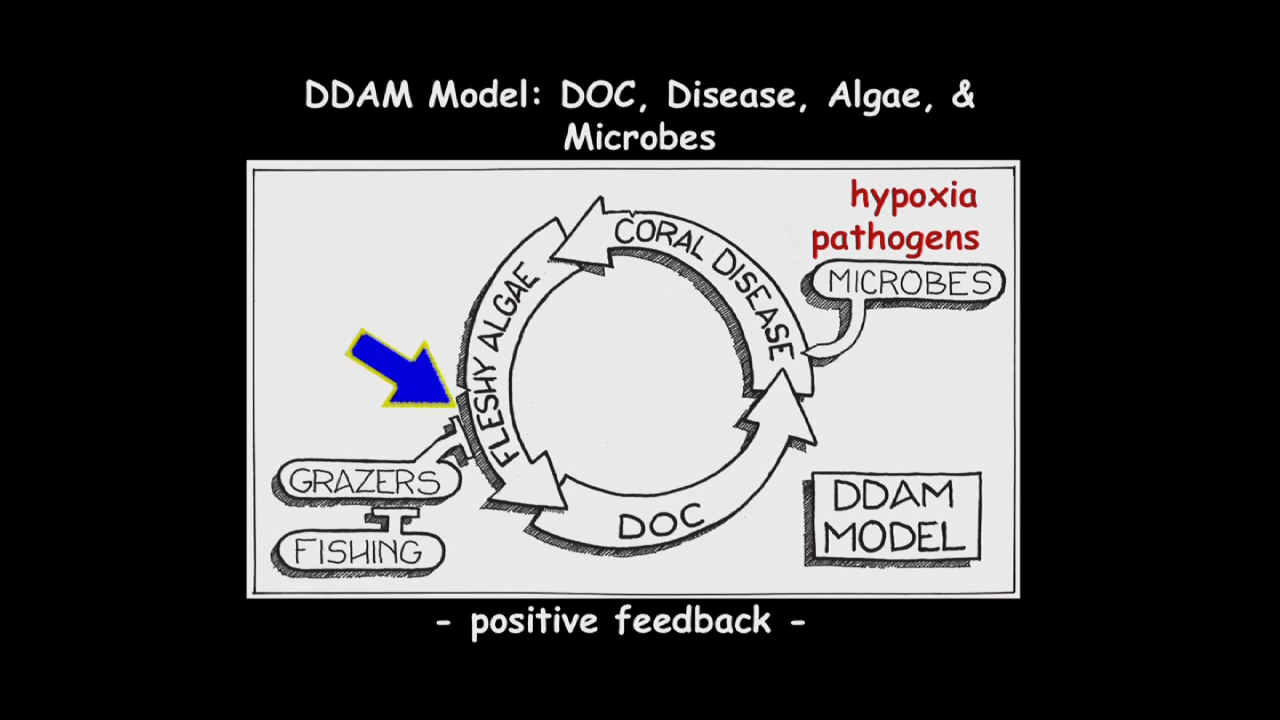 DDAM Model: DOC, Disease, Algae, &
Microbes
hypoxia
pathogens
MICROBES
CORAL DISEASE
FLESHY ALGAE
GRAZERS
FISHING
DOC
DDAM
MODEL
- positive feedback -